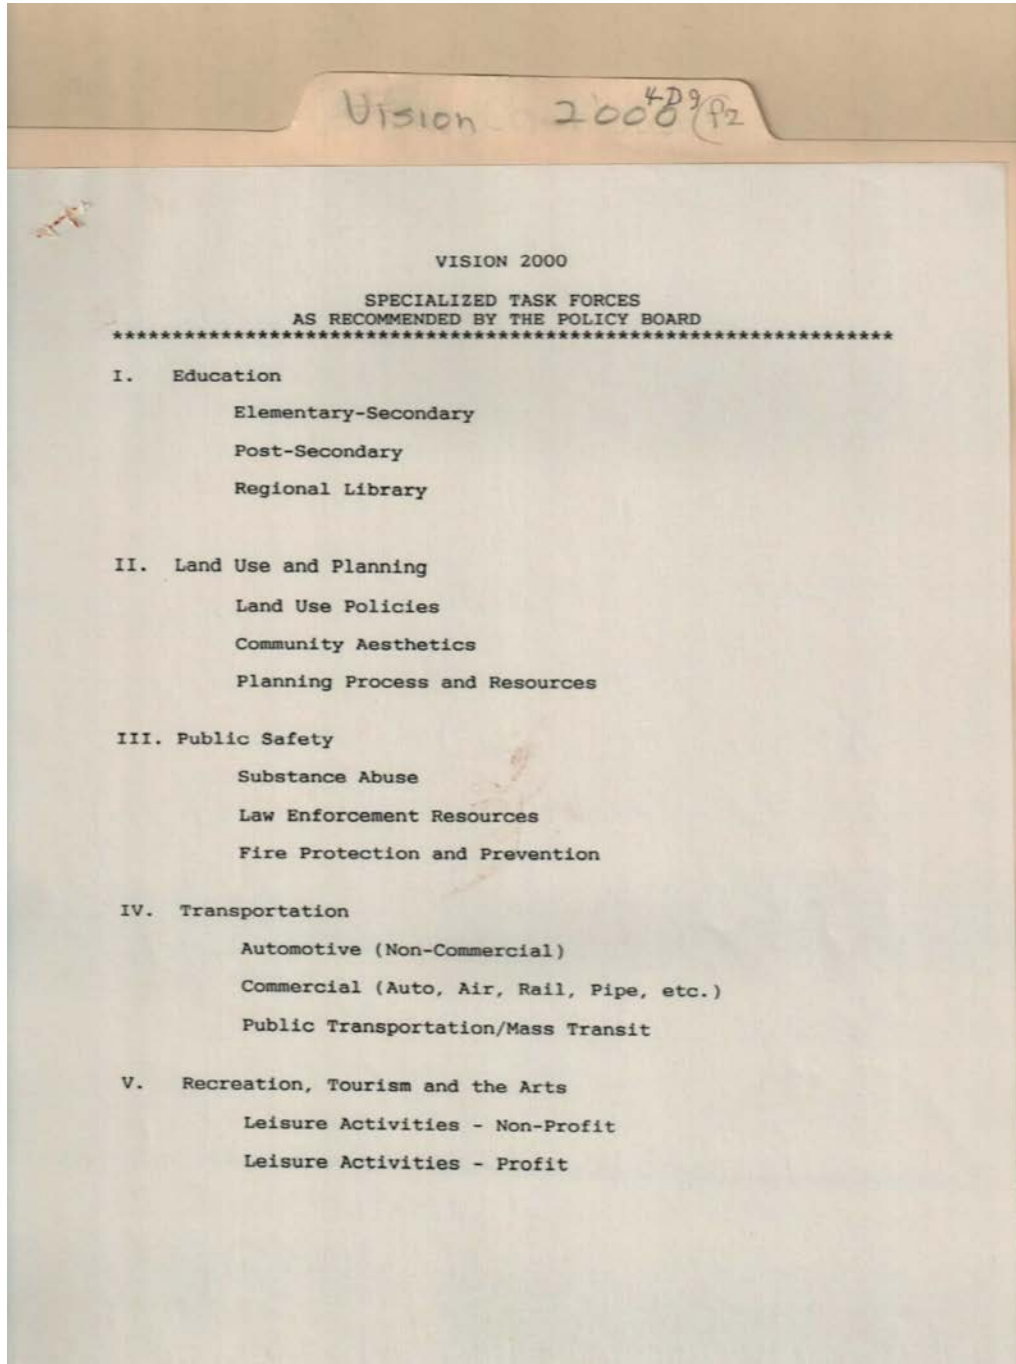 Vision 2000 4D9 P2
VISION 2000
SPECIALIZED TASK FORCES
AS RECOMMENDED BY THE POLICY BOARD
*****************************************************************
I. Education
Elementary-Secondary
Post-Secondary
Regional Library
II. Land Use and Planning
Land Use Policies
Community Aesthetics
Planning Process and Resources
III. Public Safety
Substance Abuse
Law Enforcement Resources
Fire Protection and Prevention
IV. Transportation
Automotive (Non-Commercial)
Commercial (Auto, Air, Rail, Pipe, etc.)
Public Transportation/Mass Transit
V. Recreation, Tourism and the Arts
Leisure Activities - Non-Profit
Leisure Activities - Profit